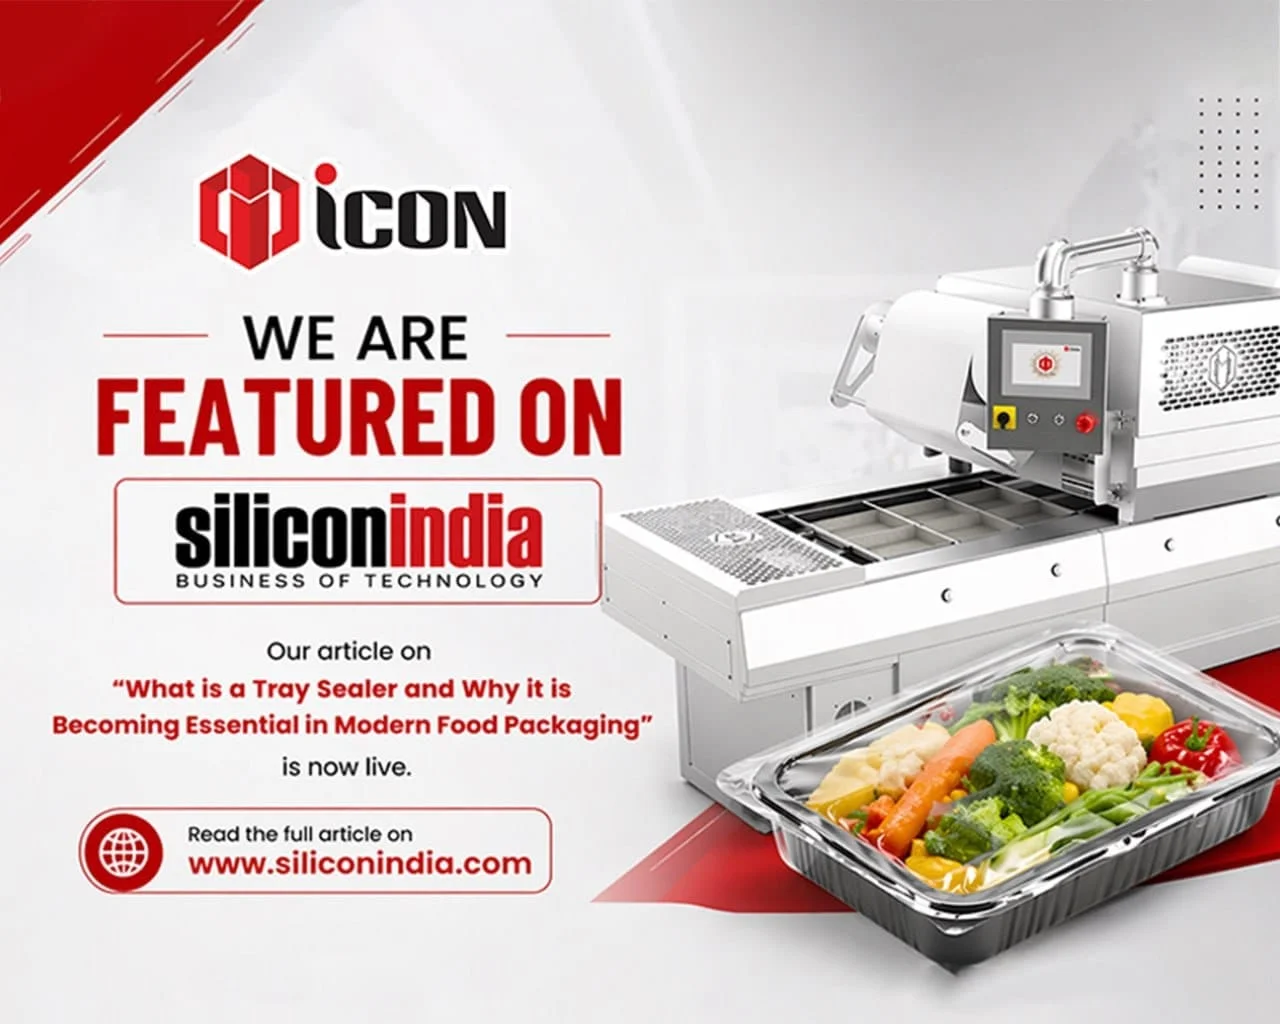 iCON
WE ARE
FEATURED ON
siliconindia
BUSINESS OF TECHNOLOGY
Our article on
“What is a Tray Sealer and Why it is
Becoming Essential in Modern Food Packaging”
is now live.
Read the full article on
www.siliconindia.com